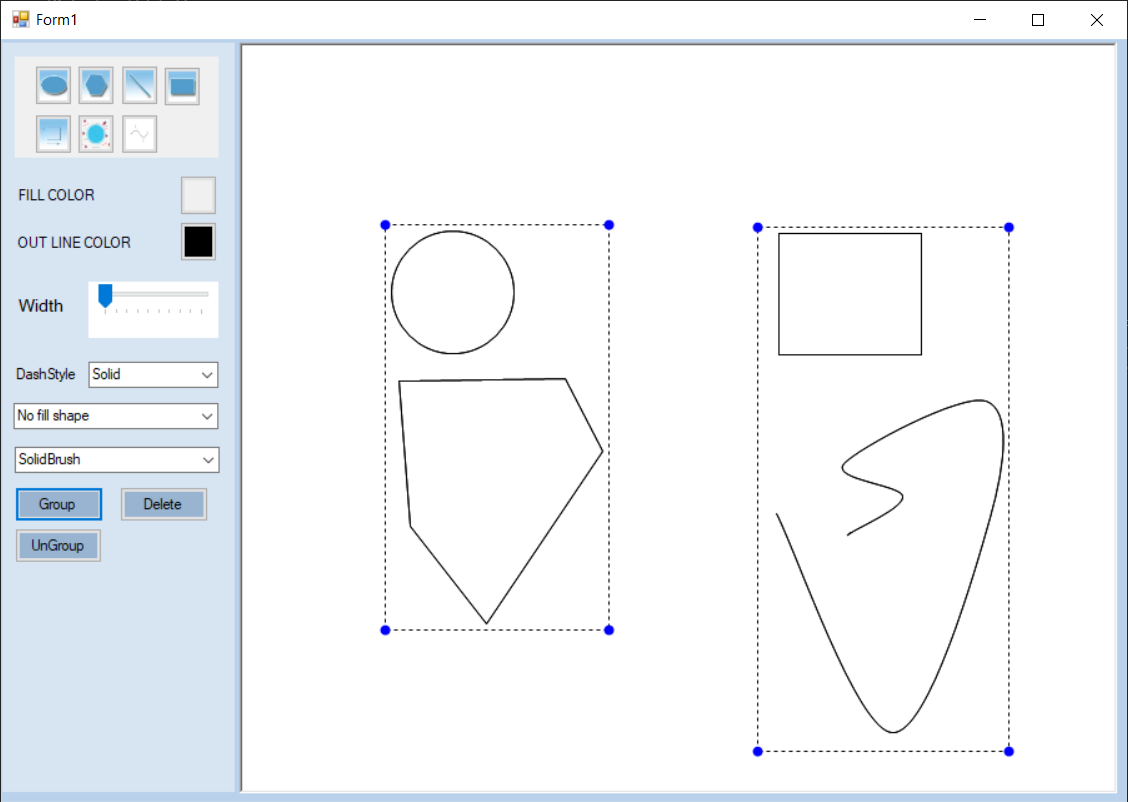 Form1
FILL COLOR
OUT LINE COLOR
Width
DashStyle Solid
No fill shape
SolidBrush
Group Delete
UnGroup